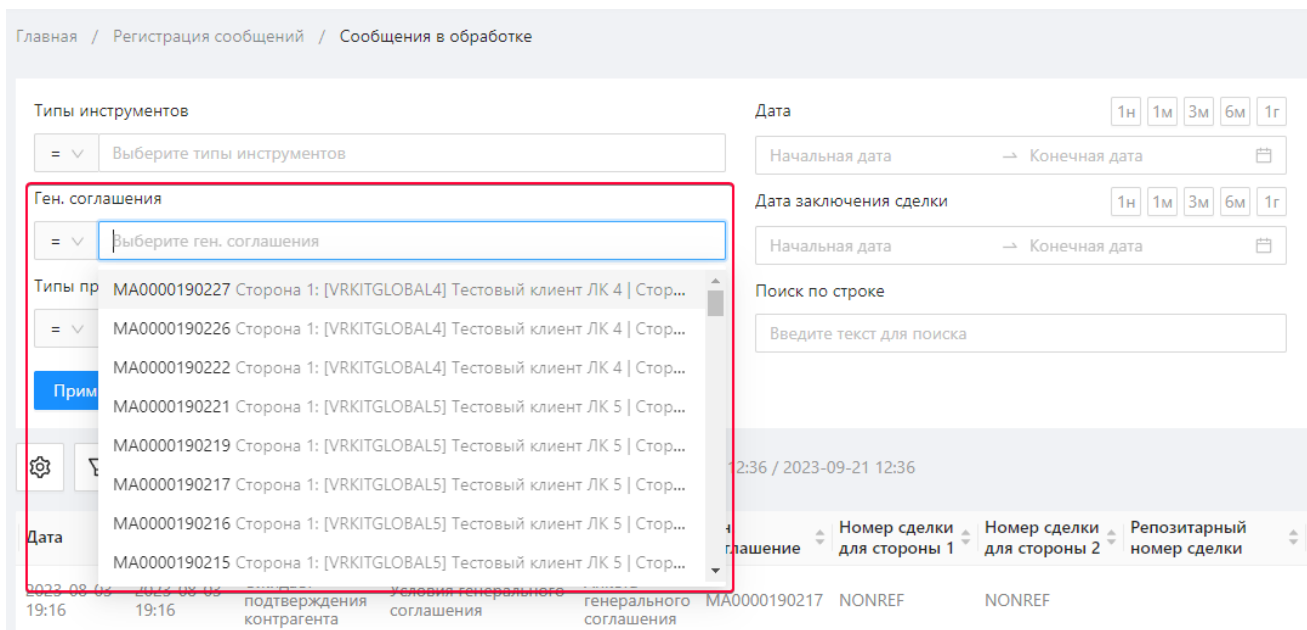 Главная / Регистрация сообщений / Сообщения в обработке
Типы инструментов
= Выберите типы инструментов
Дата 1н 1м 3м 6м 1г
Начальная дата → Конечная дата
Ген. соглашения
= Выберите ген. соглашения
Дата заключения сделки 1н 1м 3м 6м 1г
Начальная дата → Конечная дата
Типы пр
=
Поиск по строке
Введите текст для поиска
Прим
MA0000190227 Сторона 1: [VRKITGLOBAL4] Тестовый клиент ЛК 4 | Стор...
MA0000190226 Сторона 1: [VRKITGLOBAL4] Тестовый клиент ЛК 4 | Стор...
MA0000190222 Сторона 1: [VRKITGLOBAL4] Тестовый клиент ЛК 4 | Стор...
MA0000190221 Сторона 1: [VRKITGLOBAL5] Тестовый клиент ЛК 5 | Стор...
MA0000190219 Сторона 1: [VRKITGLOBAL5] Тестовый клиент ЛК 5 | Стор...
MA0000190217 Сторона 1: [VRKITGLOBAL5] Тестовый клиент ЛК 5 | Стор...
MA0000190216 Сторона 1: [VRKITGLOBAL5] Тестовый клиент ЛК 5 | Стор...
MA0000190215 Сторона 1: [VRKITGLOBAL5] Тестовый клиент ЛК 5 | Стор...
12:36 / 2023-09-21 12:36
Дата
глашение
Номер сделки
для стороны 1
Номер сделки
для стороны 2
Репозитарный
номер сделки
2023-08-03
19:16
2023-08-03
19:16
подтверждения
контрагента
Условия генерального
соглашения
генерального
соглашения
MA0000190217
NONREF
NONREF